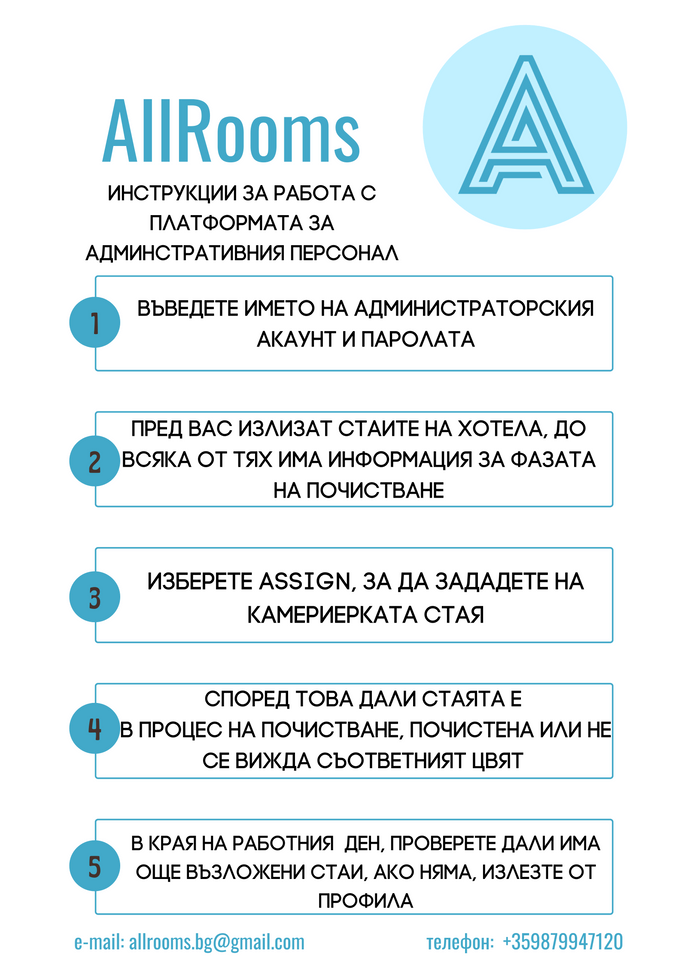 AllRooms
A
ИНСТРУКЦИИ ЗА РАБОТА С
ПЛАТФОРМАТА ЗА
АДМИНСТРАТИВНИЯ ПЕРСОНАЛ
1
ВЪВЕДЕТЕ ИМЕТО НА АДМИНИСТРАТОРСКИЯ
АКАУНТ И ПАРОЛАТА
2
ПРЕД ВАС ИЗЛИЗАТ СТАИТЕ НА ХОТЕЛА, ДО
ВСЯКА ОТ ТЯХ ИМА ИНФОРМАЦИЯ ЗА ФАЗАТА
НА ПОЧИСТВАНЕ
3
ИЗБЕРЕТЕ ASSIGN, ЗА ДА ЗАДАДЕТЕ НА
КАМЕРИЕРКАТА СТАЯ
4
СПОРЕД ТОВА ДАЛИ СТАЯТА Е
В ПРОЦЕС НА ПОЧИСТВАНЕ, ПОЧИСТЕНА ИЛИ НЕ
СЕ ВИЖДА СЪОТВЕТНИЯТ ЦВЯТ
5
В КРАЯ НА РАБОТНИЯ ДЕН, ПРОВЕРЕТЕ ДАЛИ ИМА
ОЩЕ ВЪЗЛОЖЕНИ СТАИ, АКО НЯМА, ИЗЛЕЗТЕ ОТ
ПРОФИЛА
e-mail: allrooms.bg@gmail.com
телефон: +359879947120